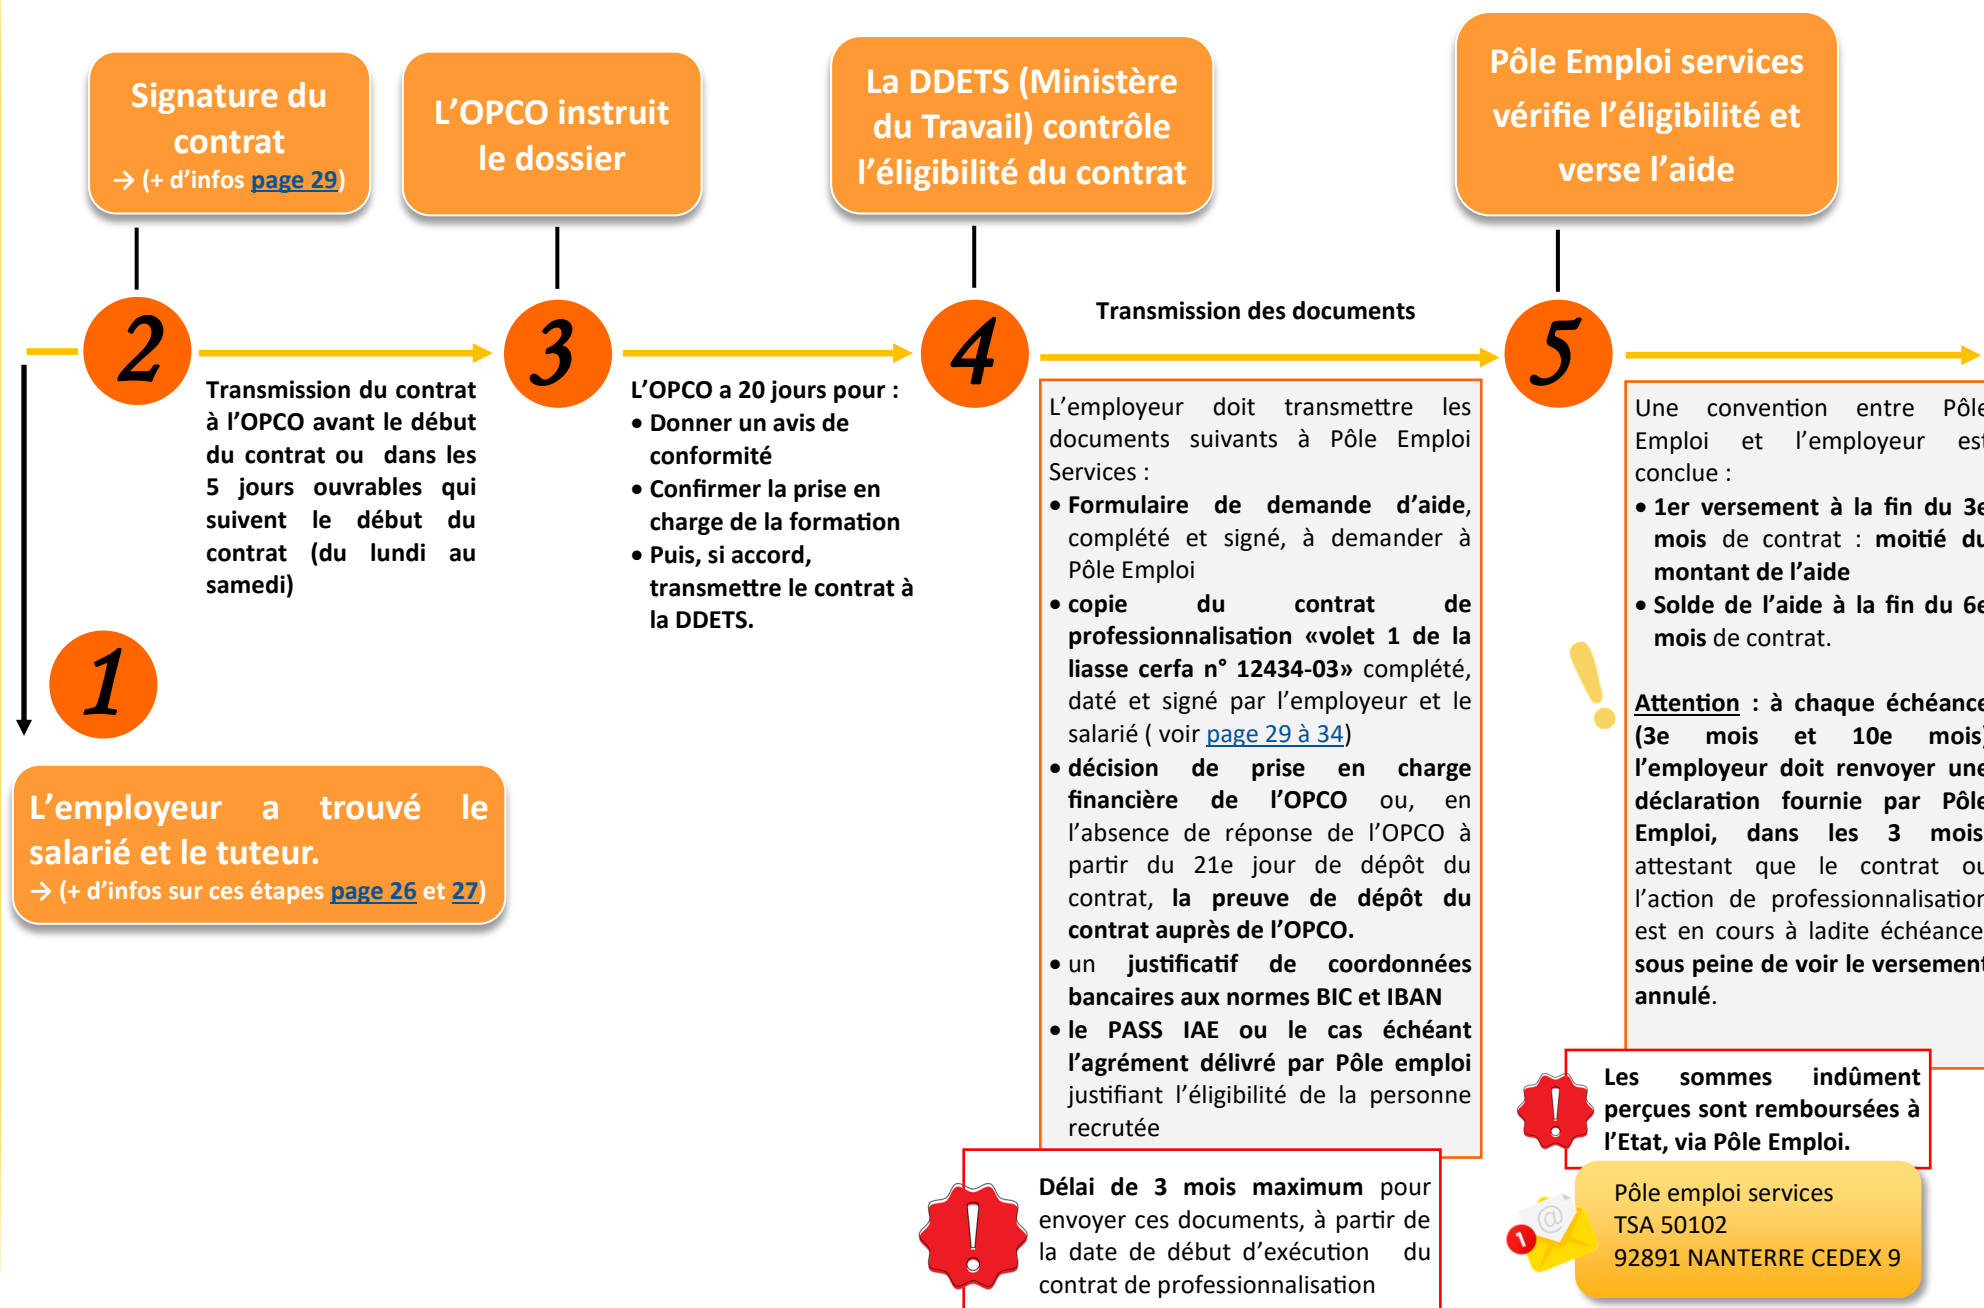 Signature du
contrat
→ (+ d’infos page 29)
L’OPCO instruit
le dossier
La DDETS (Ministère
du Travail) contrôle
l’éligibilité du contrat
Pôle Emploi services
vérifie l’éligibilité et
verse l’aide
2
3
4
5
Transmission des documents
Transmission du contrat
à l’OPCO avant le début
du contrat ou dans les
5 jours ouvrables qui
suivent le début du
contrat (du lundi au
samedi)
L’OPCO a 20 jours pour :
• Donner un avis de
conformité
• Confirmer la prise en
charge de la formation
• Puis, si accord,
transmettre le contrat à
la DDETS.
1
L’employeur a trouvé le
salarié et le tuteur.
→ (+ d’infos sur ces étapes page 26 et 27)
L’employeur doit transmettre les
documents suivants à Pôle Emploi
Services :
• Formulaire de demande d’aide,
complété et signé, à demander à
Pôle Emploi
• copie du contrat de
professionnalisation «volet 1 de la
liasse cerfa n° 12434-03» complété,
daté et signé par l’employeur et le
salarié ( voir page 29 à 34)
• décision de prise en charge
financière de l’OPCO ou, en
l’absence de réponse de l’OPCO à
partir du 21e jour de dépôt du
contrat, la preuve de dépôt du
contrat auprès de l’OPCO.
• un justificatif de coordonnées
bancaires aux normes BIC et IBAN
• le PASS IAE ou le cas échéant
l’agrément délivré par Pôle emploi
justifiant l’éligibilité de la personne
recrutée
Délai de 3 mois maximum pour
envoyer ces documents, à partir de
la date de début d’exécution du
contrat de professionnalisation
Une convention entre Pôle
Emploi et l’employeur est
conclue :
• 1er versement à la fin du 3e
mois de contrat : moitié du
montant de l’aide
• Solde de l’aide à la fin du 6e
mois de contrat.
Attention : à chaque échéance
(3e mois et 10e mois)
l’employeur doit renvoyer une
déclaration fournie par Pôle
Emploi, dans les 3 mois
attestant que le contrat ou
l’action de professionnalisation
est en cours à ladite échéance
sous peine de voir le versement
annulé.
Les sommes indûment
perçues sont remboursées à
l’Etat, via Pôle Emploi.
Pôle emploi services
TSA 50102
92891 NANTERRE CEDEX 9
@
1